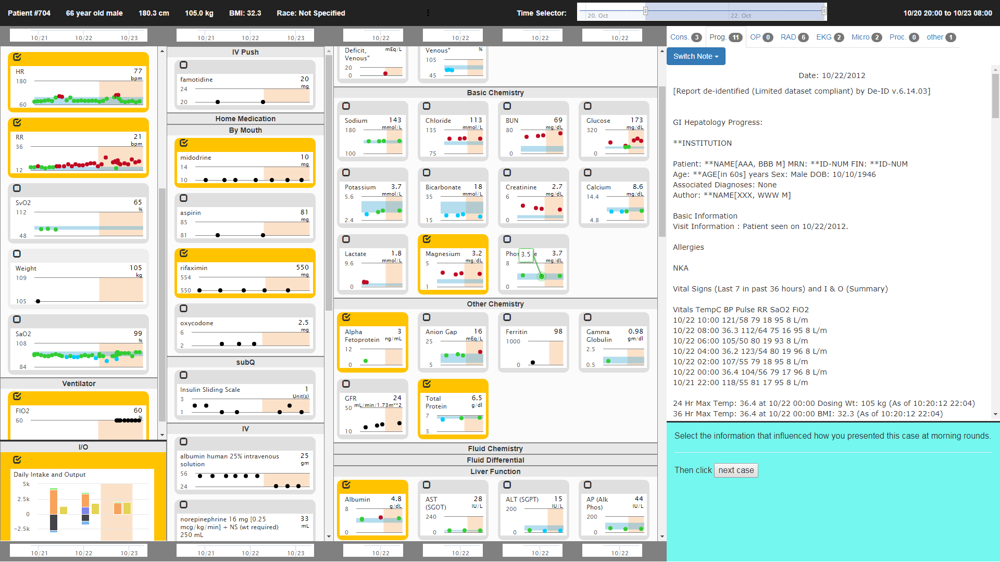 Patient #704 66 year old male 180.3 cm 105.0 kg BMI: 32.3 Race: Not Specified Time Selector: 20. Oct 22. Oct 10/20 20:00 to 10/23 08:00
10/21 10/22 10/23
HR 77
bpm
180
60
RR 21
bpm
36
12
SvO2 65
%
112
48
Weight 105
kg
109
105
SaO2 99
%
108
84
Ventilator
FIO2 60
%
60
I/O
Daily Intake and Output
5k
2.5k
0
-2.5k
10/21 10/22 10/23
10/21 10/22 10/23
IV Push
famotidine 20
mg
24
20
Home Medication
By Mouth
midodrine 10
mg
14
10
aspirin 81
mg
85
81
rifaximin 550
mg
554
550
oxycodone 2.5
mg
6
2
subQ
Insulin Sliding Scale 1
Unit(s)
3
1
IV
albumin human 25% intravenous 25
solution gm
56
24
norepinephrine 16 mg [0.25 33
mcg/kg/min] + NS (wt required) mL
250 mL
10/21 10/22 10/23
10/22 10/22 10/22 10/22
Deficit, mEq/L
Venous"
20
0
Venous" %
105
45
Basic Chemistry
Sodium 143
mmol/L
180
100
Chloride 113
mmol/L
135
75
BUN 69
mg/dL
80
0
Glucose 173
mg/dL
320
0
Potassium 3.7
mmol/L
5.6
2.4
Bicarbonate 18
mmol/L
35
15
Creatinine 2.7
mg/dL
6
0
Calcium 8.6
mg/dL
14.4
4.8
Lactate 1.8
mmol/L
9.6
0
Magnesium 3.2
mg/dL
5
1
3.7
mg/dL
3.5
8
0
Other Chemistry
Alpha 3
Fetoprotein ng/mL
12
0
Anion Gap 16
mEq/L
25
5
Ferritin 98
1000
0
Gamma 0.98
Globulin gm/dl
2.5
0.5
GFR 24
mL/min/1.73m**2
50
10
Total 6.5
Protein g/dl
7
3
Fluid Chemistry
Fluid Differential
Liver Function
Albumin 4.8
g/dL
8
0
AST 28
(SGOT) IU/L
240
0
ALT (SGPT) 15
IU/L
200
0
AP (Alk 44
Phos) IU/L
200
0
10/22 10/22 10/22 10/22
Cons. 3 Prog. 11 OP 0 RAD 6 EKG 2 Micro 2 Proc. 0 other 1
Switch Note
Date: 10/22/2012
[Report de-identified (Limited dataset compliant) by De-ID v.6.14.03]
GI Hepatology Progress:
**INSTITUTION
Patient: **NAME[AAA, BBB M] MRN: **ID-NUM FIN: **ID-NUM
Age: **AGE[in 60s] years Sex: Male DOB: 10/10/1946
Associated Diagnoses: None
Author: **NAME[XXX, WWW M]
Basic Information
Visit Information : Patient seen on 10/22/2012.
Allergies
NKA
Vital Signs (Last 7 in past 36 hours) and I & O (Summary)
Vitals TempC BP Pulse RR SaO2 FiO2
10/22 10:00 121/58 79 18 95 8 L/m
10/22 08:00 36.3 112/64 75 16 95 8 L/m
10/22 06:00 105/50 80 19 93 8 L/m
10/22 04:00 36.2 123/54 80 19 96 8 L/m
10/22 02:00 107/55 79 18 95 8 L/m
10/22 00:00 36.4 104/56 79 17 96 8 L/m
10/21 22:00 118/55 81 17 95 8 L/m
24 Hr Max Temp: 36.4 at 10/22 00:00 Dosing Wt: 105 kg (As of 10:20:12 22:04)
36 Hr Max Temp: 36.4 at 10/22 00:00 BMI: 32.3 (As of 10:20:12 22:04)
Select the information that influenced how you presented this case at morning rounds.
Then click next case